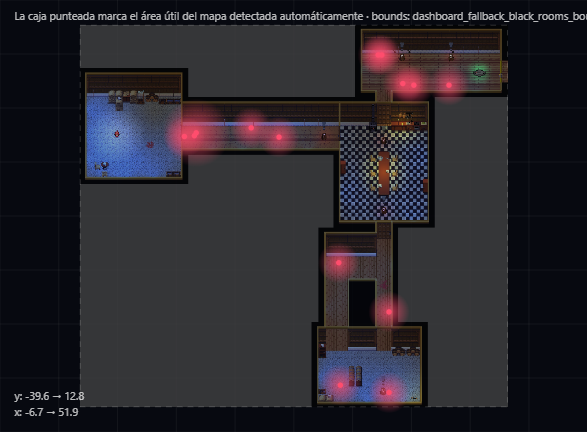 La caja punteada marca el área útil del mapa detectada automáticamente · bounds: dashboard_fallback_black_rooms_bo
y: -39.6 → 12.8
x: -6.7 → 51.9